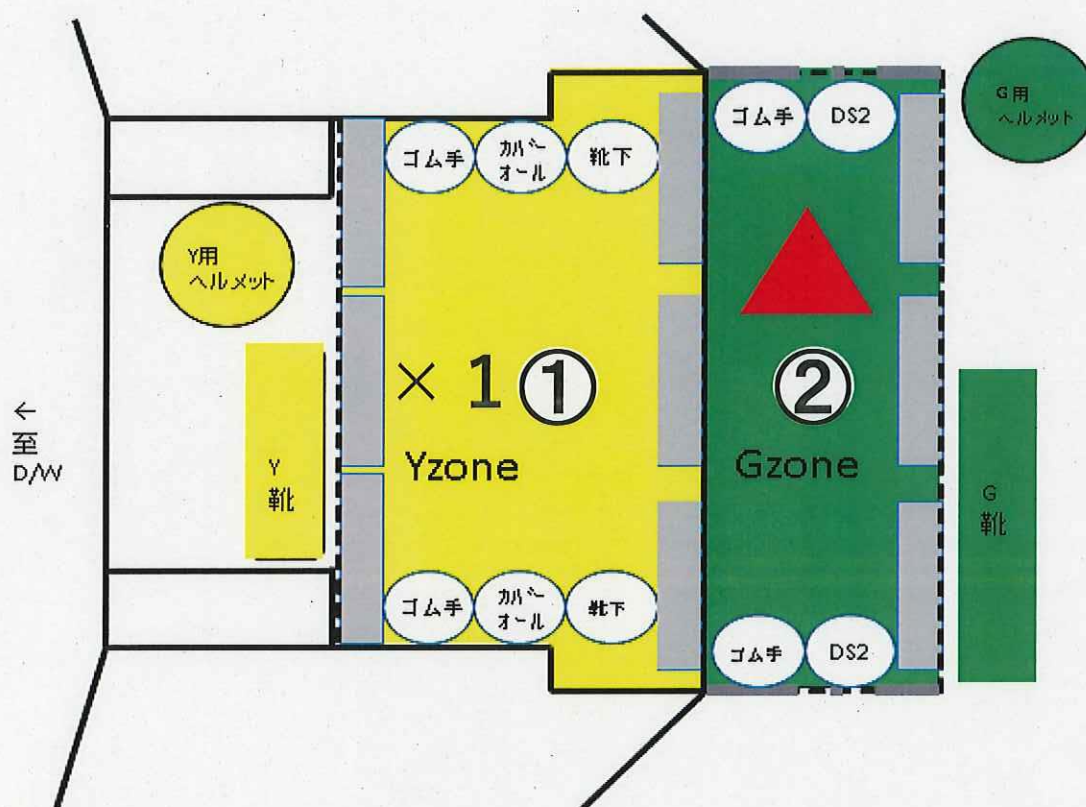 G用
ヘルメット
ゴム手
DS2
ゴム手
カバー
オール
靴下
Y用
ヘルメット
× 1 ①
②
Yzone
Gzone
←
至
D/W
Y
靴
G
靴
ゴム手
カバー
オール
靴下
ゴム手
DS2